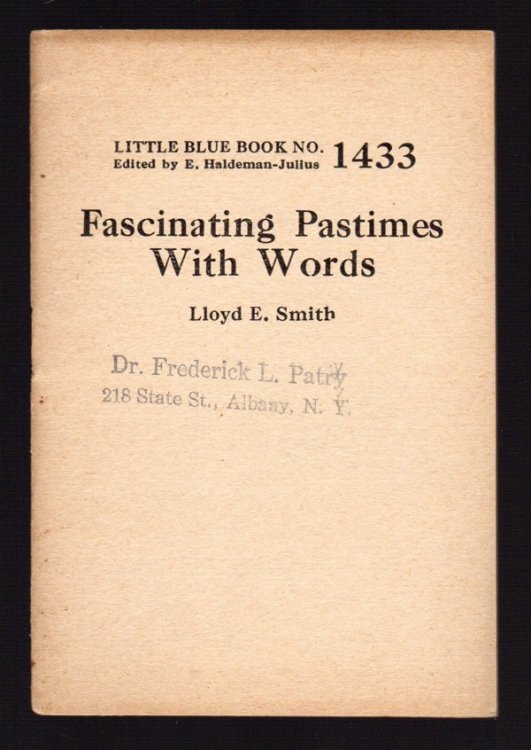 LITTLE BLUE BOOK NO. 1433
Edited by E. Haldeman-Julius
Fascinating Pastimes
With Words
Lloyd E. Smith
Dr. Frederick L. Patry
218 State St., Albany, N. Y.